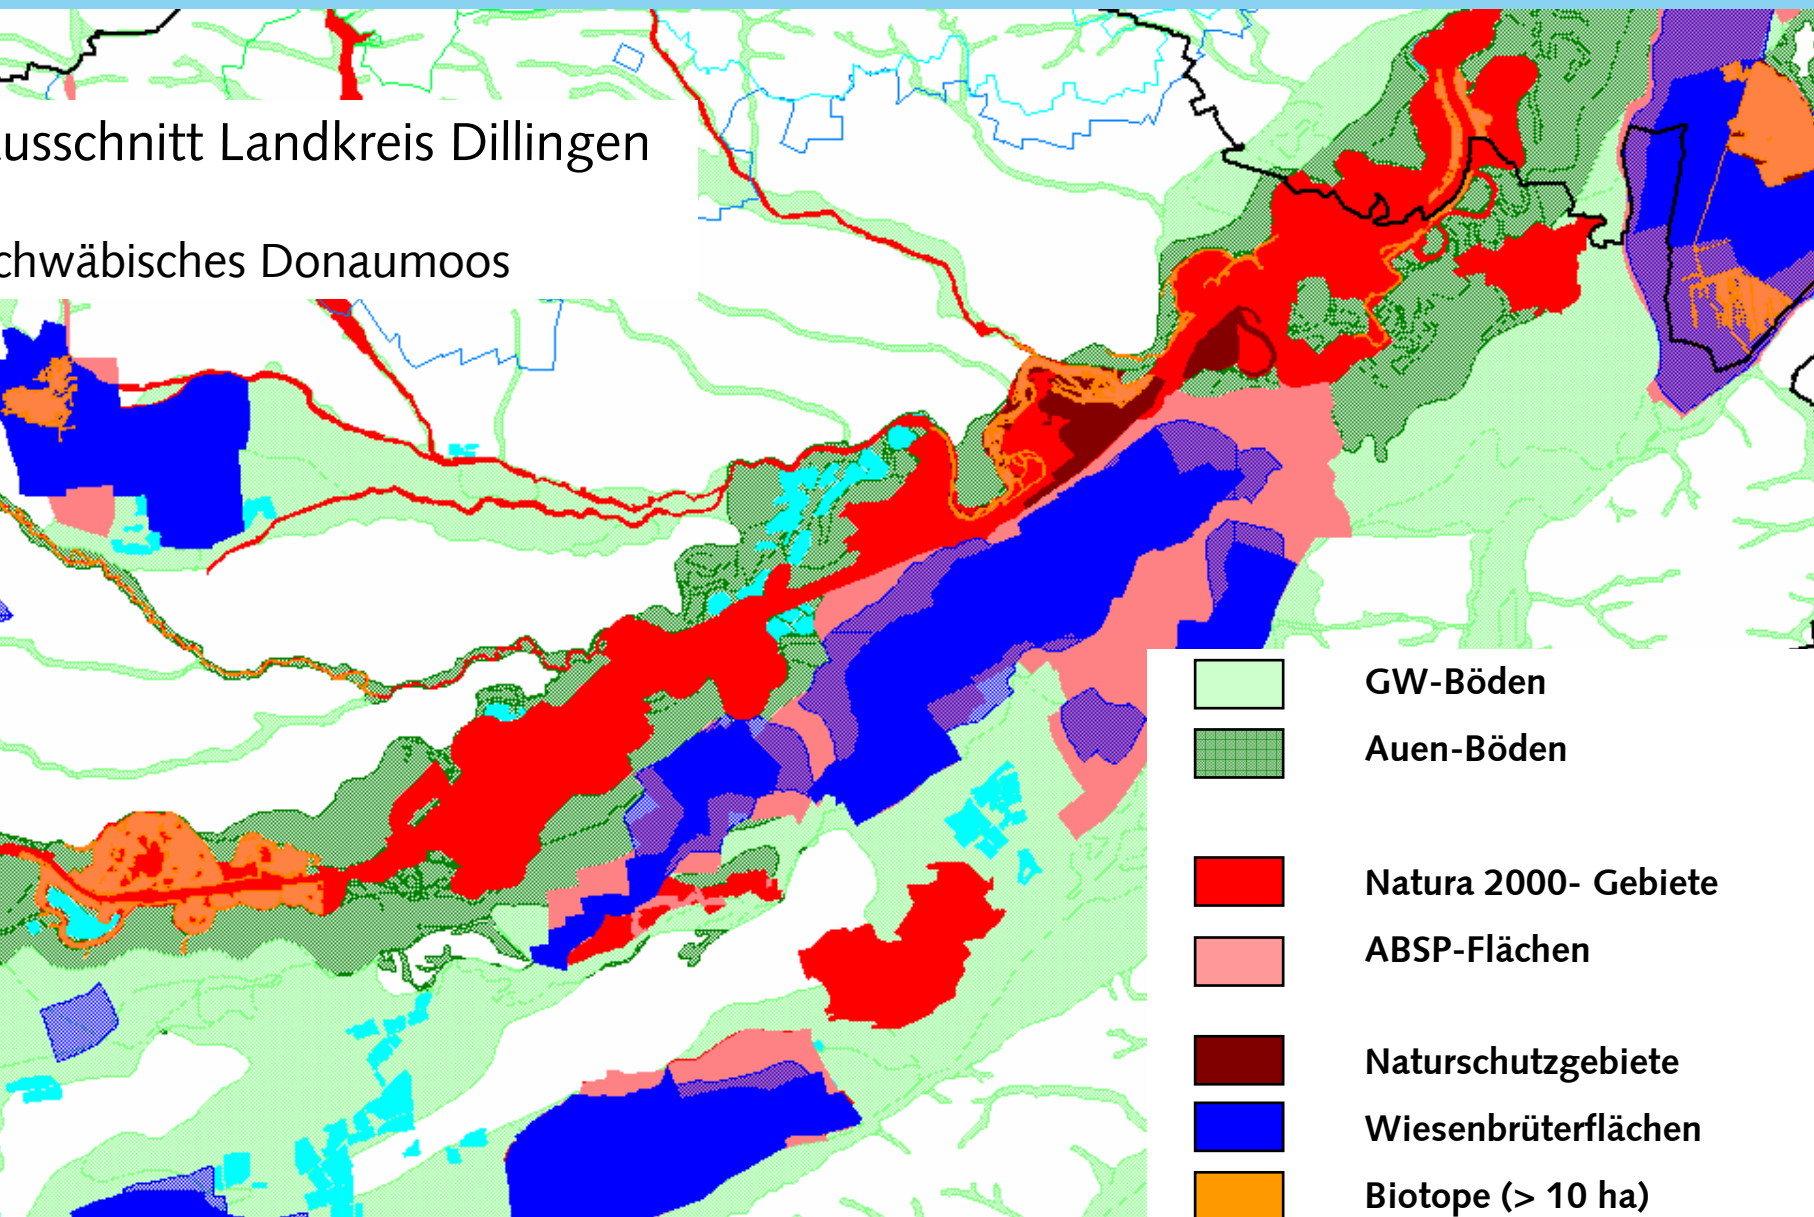 usschnitt Landkreis Dillingen
chwäbisches Donaumoos
GW-Böden
Auen-Böden
Natura 2000- Gebiete
ABSP-Flächen
Naturschutzgebiete
Wiesenbrüterflächen
Biotope (> 10 ha)